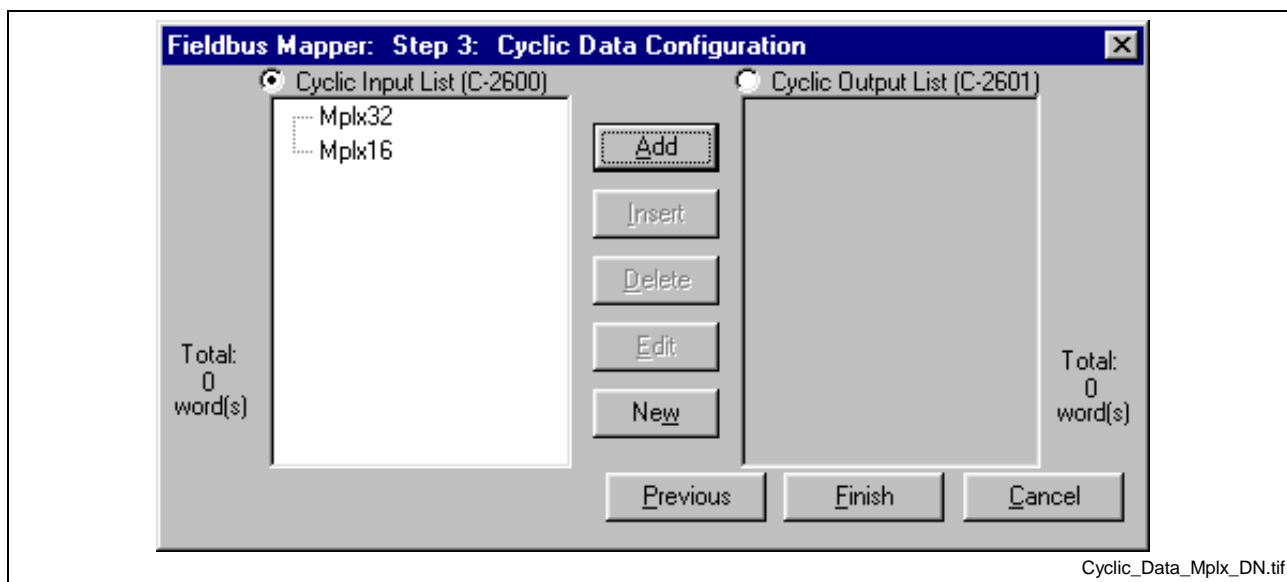 Fieldbus Mapper: Step 3: Cyclic Data Configuration
Cyclic Input List (C-2600)
Cyclic Output List (C-2601)
Mplx32
Mplx16
Add
Insert
Delete
Edit
New
Total:
0
word(s)
Total:
0
word(s)
Previous
Finish
Cancel
Cyclic_Data_Mplx_DN.tif